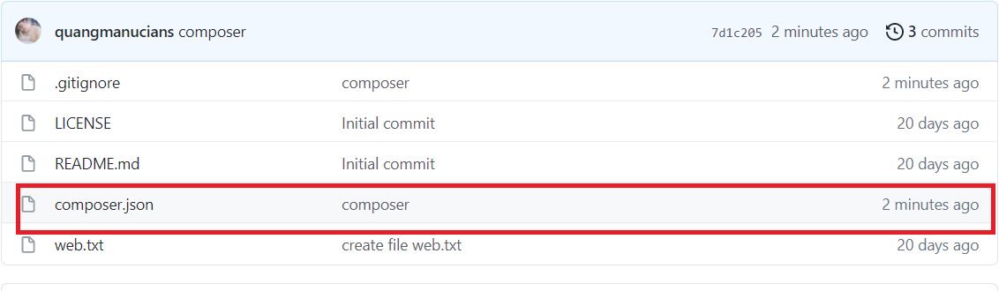 quangmanucians composer 7d1c205 2 minutes ago 3 commits
.gitignore composer 2 minutes ago
LICENSE Initial commit 20 days ago
README.md Initial commit 20 days ago
composer.json composer 2 minutes ago
web.txt create file web.txt 20 days ago